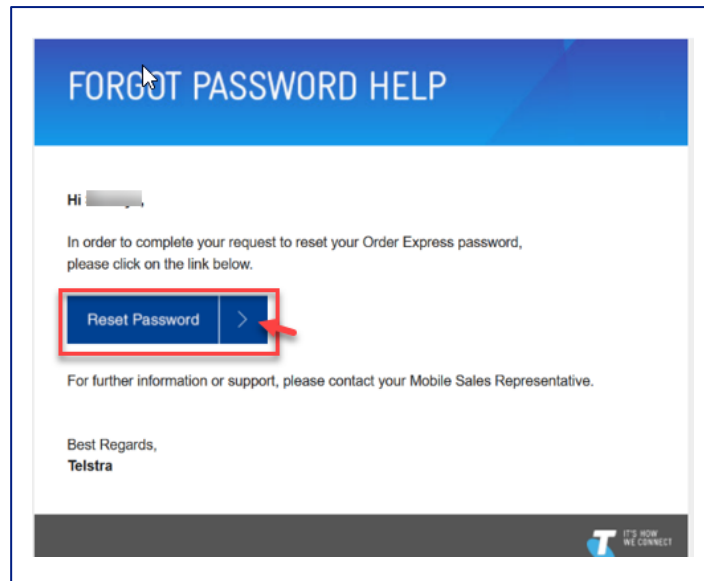 FORGOT PASSWORD HELP
Hi ,
In order to complete your request to reset your Order Express password,
please click on the link below.
Reset Password
For further information or support, please contact your Mobile Sales Representative.
Best Regards,
Telstra
T IT'S HOW
WE CONNECT